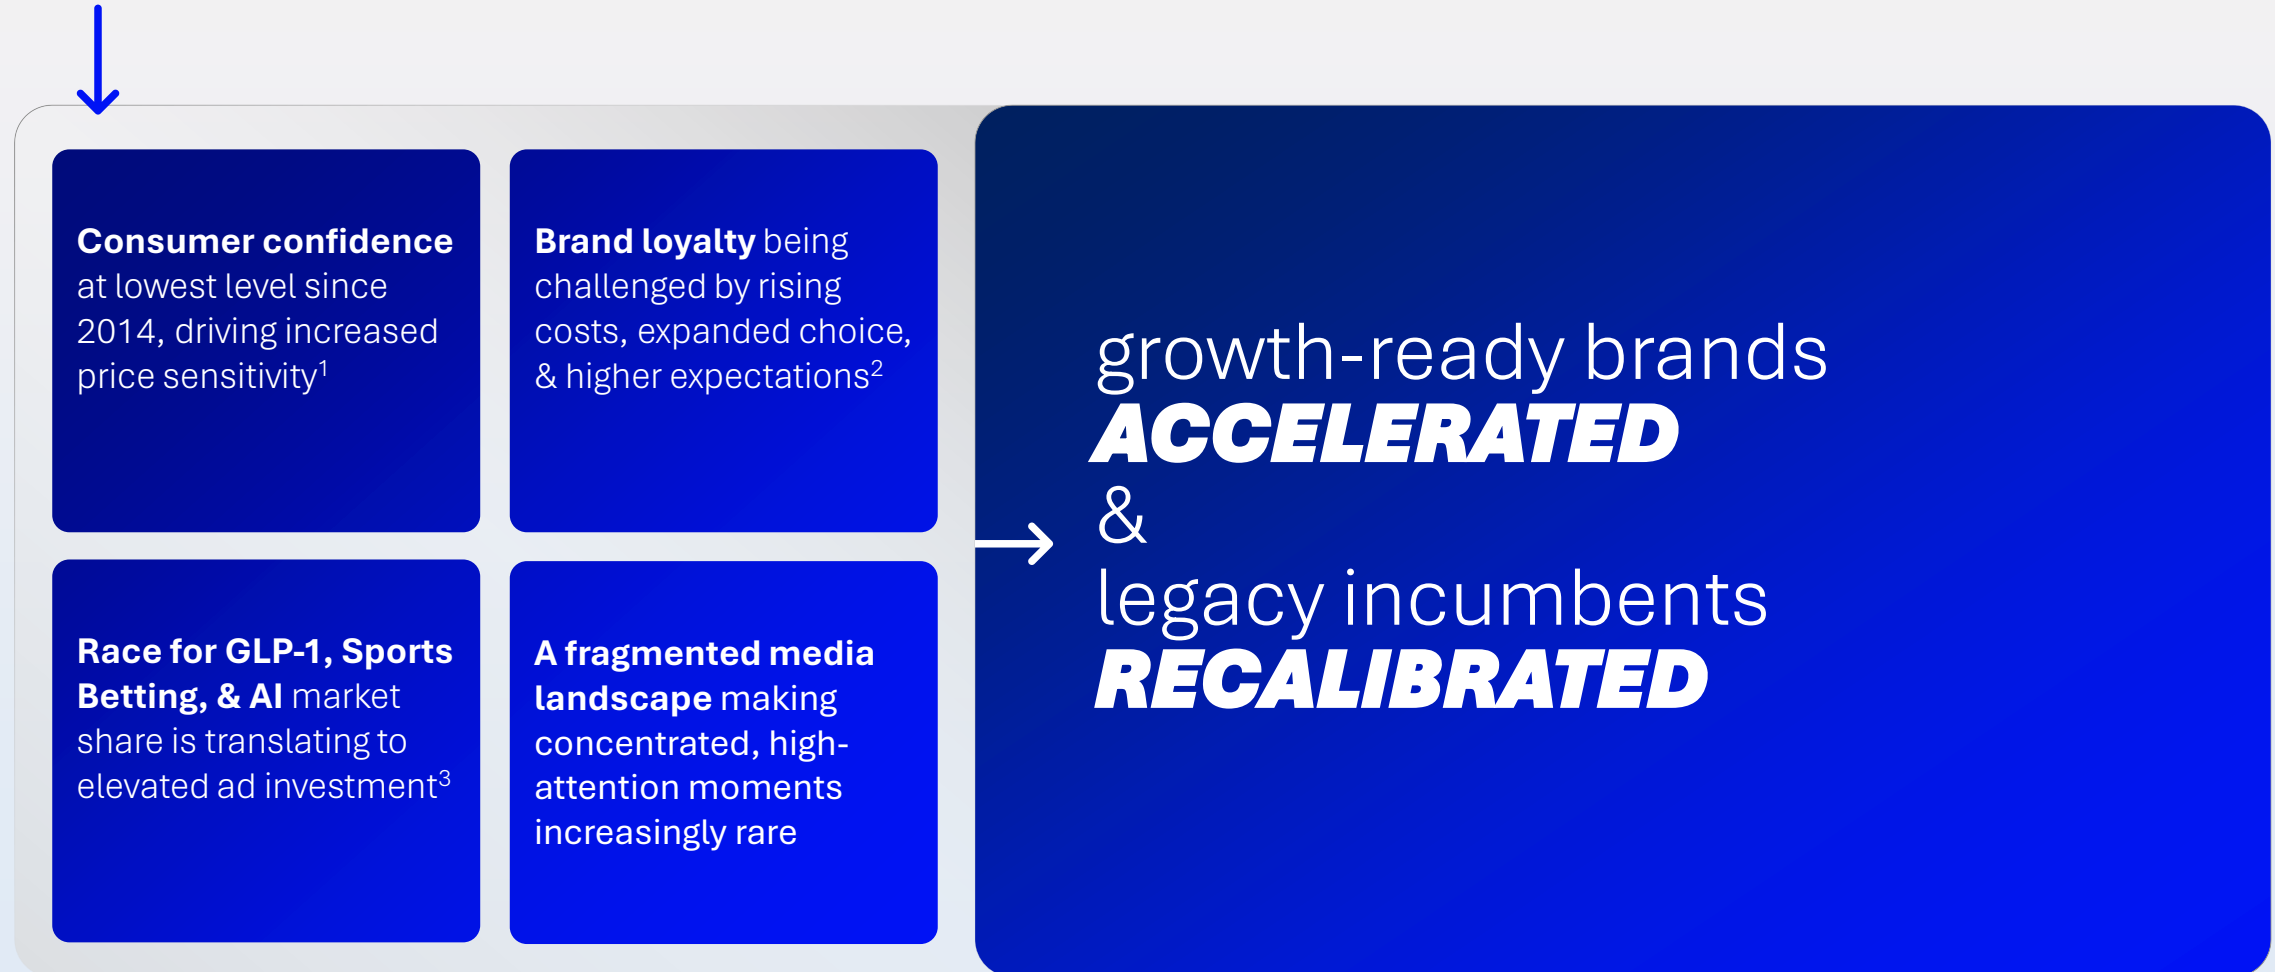 Consumer confidence
at lowest level since
2014, driving increased
price sensitivity¹
Brand loyalty being
challenged by rising
costs, expanded choice,
& higher expectations²
Race for GLP-1, Sports
Betting, & AI market
share is translating to
elevated ad investment³
A fragmented media
landscape making
concentrated, high-
attention moments
increasingly rare
growth-ready brands
ACCELERATED
&
legacy incumbents
RECALIBRATED